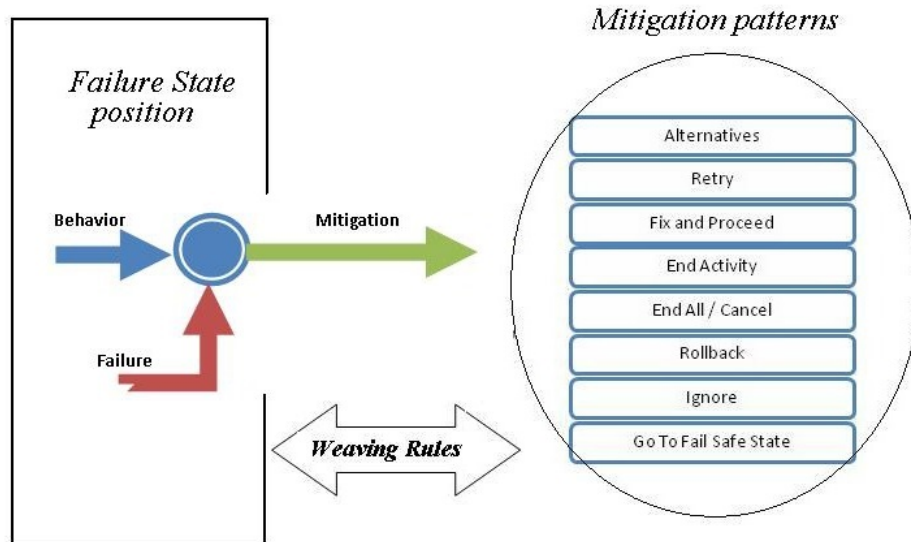 Mitigation patterns
Failure State
position
Behavior
Mitigation
Failure
Weaving Rules
Alternatives
Retry
Fix and Proceed
End Activity
End All / Cancel
Rollback
Ignore
Go To Fail Safe State